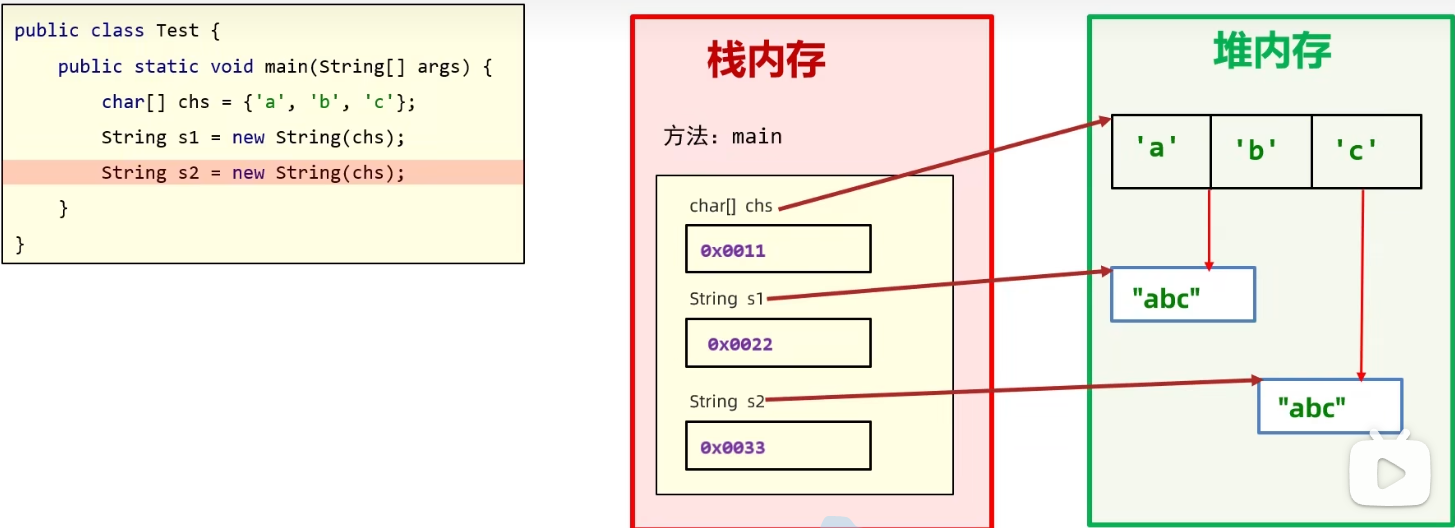 public class Test {
public static void main(String[] args) {
char[] chs = {'a', 'b', 'c'};
String s1 = new String(chs);
String s2 = new String(chs);
}
}
栈内存
方法：main
char[] chs
0x0011
String s1
0x0022
String s2
0x0033
堆内存
'a' 'b' 'c'
"abc"
"abc"